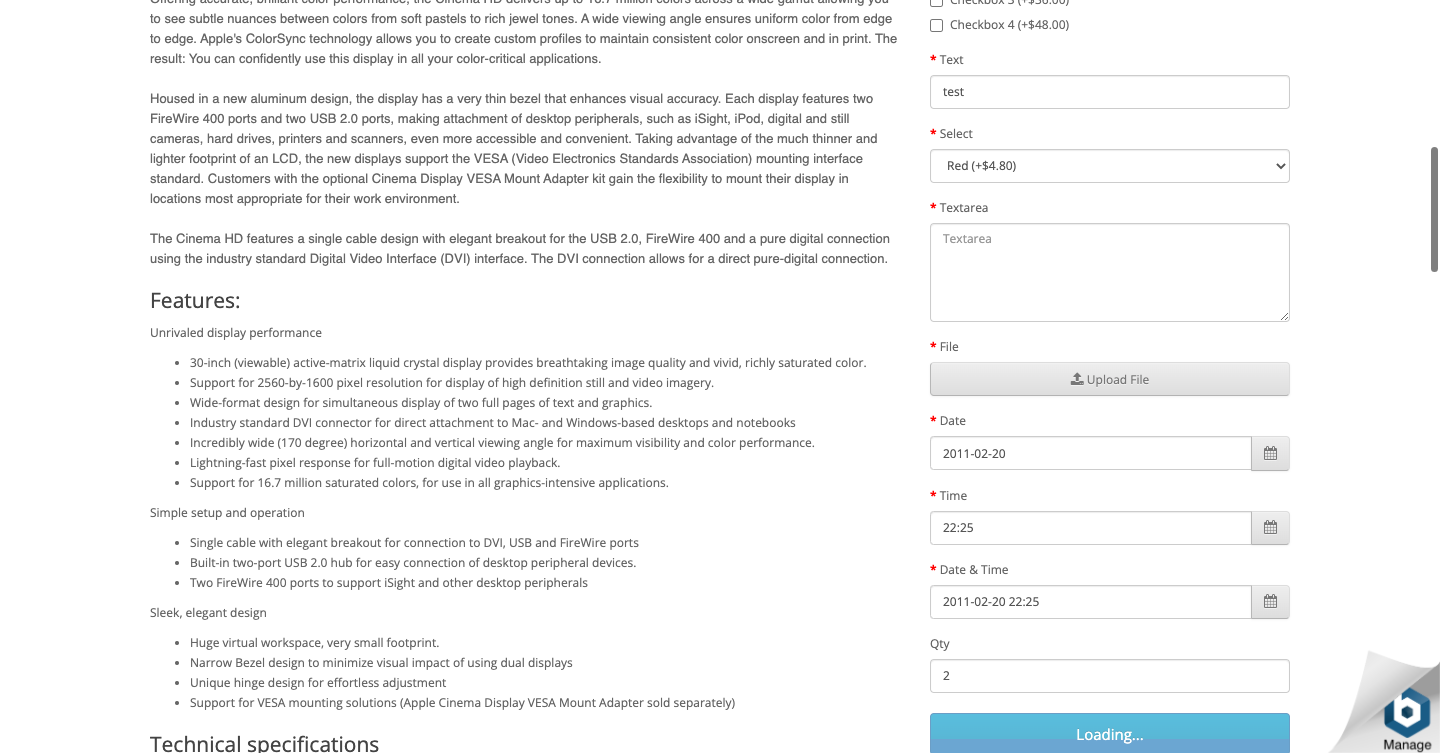 Offering accurate, brilliant color performance, the Cinema HD delivers up to 16.7 million colors across a wide gamut allowing you
to see subtle nuances between colors from soft pastels to rich jewel tones. A wide viewing angle ensures uniform color from edge
to edge. Apple's ColorSync technology allows you to create custom profiles to maintain consistent color onscreen and in print. The
result: You can confidently use this display in all your color-critical applications.
Housed in a new aluminum design, the display has a very thin bezel that enhances visual accuracy. Each display features two
FireWire 400 ports and two USB 2.0 ports, making attachment of desktop peripherals, such as iSight, iPod, digital and still
cameras, hard drives, printers and scanners, even more accessible and convenient. Taking advantage of the much thinner and
lighter footprint of an LCD, the new displays support the VESA (Video Electronics Standards Association) mounting interface
standard. Customers with the optional Cinema Display VESA Mount Adapter kit gain the flexibility to mount their display in
locations most appropriate for their work environment.
The Cinema HD features a single cable design with elegant breakout for the USB 2.0, FireWire 400 and a pure digital connection
using the industry standard Digital Video Interface (DVI) interface. The DVI connection allows for a direct pure-digital connection.
Features:
Unrivaled display performance
• 30-inch (viewable) active-matrix liquid crystal display provides breathtaking image quality and vivid, richly saturated color.
• Support for 2560-by-1600 pixel resolution for display of high definition still and video imagery.
• Wide-format design for simultaneous display of two full pages of text and graphics.
• Industry standard DVI connector for direct attachment to Mac- and Windows-based desktops and notebooks
• Incredibly wide (170 degree) horizontal and vertical viewing angle for maximum visibility and color performance.
• Lightning-fast pixel response for full-motion digital video playback.
• Support for 16.7 million saturated colors, for use in all graphics-intensive applications.
Simple setup and operation
• Single cable with elegant breakout for connection to DVI, USB and FireWire ports
• Built-in two-port USB 2.0 hub for easy connection of desktop peripheral devices.
• Two FireWire 400 ports to support iSight and other desktop peripherals
Sleek, elegant design
• Huge virtual workspace, very small footprint.
• Narrow Bezel design to minimize visual impact of using dual displays
• Unique hinge design for effortless adjustment
• Support for VESA mounting solutions (Apple Cinema Display VESA Mount Adapter sold separately)
Technical specifications
Checkbox 3 (+$36.00)
Checkbox 4 (+$48.00)
* Text
test
* Select
Red (+$4.80)
* Textarea
Textarea
* File
Upload File
* Date
2011-02-20
* Time
22:25
* Date & Time
2011-02-20 22:25
Qty
2
Loading...
Manage